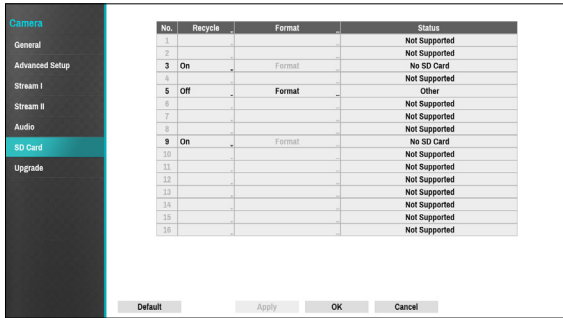 Camera
General
Advanced Setup
Stream I
Stream II
Audio
SD Card
Upgrade
No. Recycle Format Status
1 Not Supported
2 Not Supported
3 On Format No SD Card
4 Not Supported
5 Off Format Other
6 Not Supported
7 Not Supported
8 Not Supported
9 On Format No SD Card
10 Not Supported
11 Not Supported
12 Not Supported
13 Not Supported
14 Not Supported
15 Not Supported
16 Not Supported
Default Apply OK Cancel